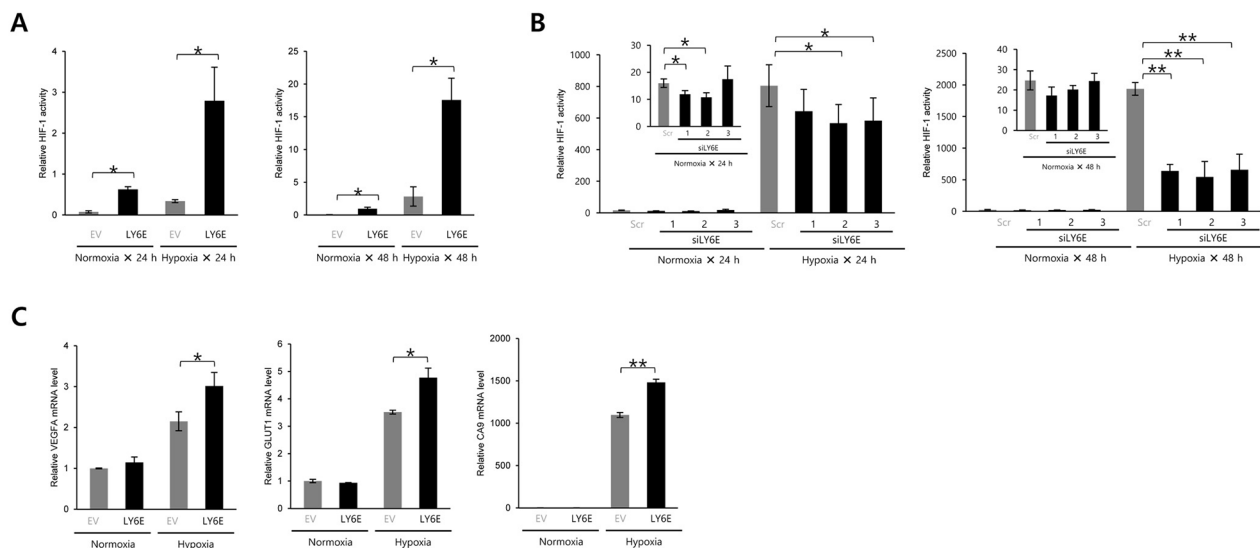 A
Relative HIF-1 activity
4
3
2
1
0
*
*
EV LY6E EV LY6E
Normoxia × 24 h Hypoxia × 24 h
Relative HIF-1 activity
25
20
15
10
5
0
*
*
EV LY6E EV LY6E
Normoxia × 48 h Hypoxia × 48 h
B
Relative HIF-1 activity
1000
800
600
400
200
0
40
30
20
10
0
*
*
Scr 1 2 3
siLY6E
Normoxia × 24 h
*
*
Scr 1 2 3 Scr 1 2 3
siLY6E siLY6E
Normoxia × 24 h Hypoxia × 24 h
Relative HIF-1 activity
2500
2000
1500
1000
500
0
40
30
20
10
0
Scr 1 2 3
siLY6E
Normoxia × 48 h
**
**
**
Scr 1 2 3 Scr 1 2 3
siLY6E siLY6E
Normoxia × 48 h Hypoxia × 48 h
C
Relative VEGFA mRNA level
4
3
2
1
0
*
EV LY6E EV LY6E
Normoxia Hypoxia
Relative GLUT1 mRNA level
6
5
4
3
2
1
0
*
EV LY6E EV LY6E
Normoxia Hypoxia
Relative CA9 mRNA level
2000
1500
1000
500
0
**
EV LY6E EV LY6E
Normoxia Hypoxia